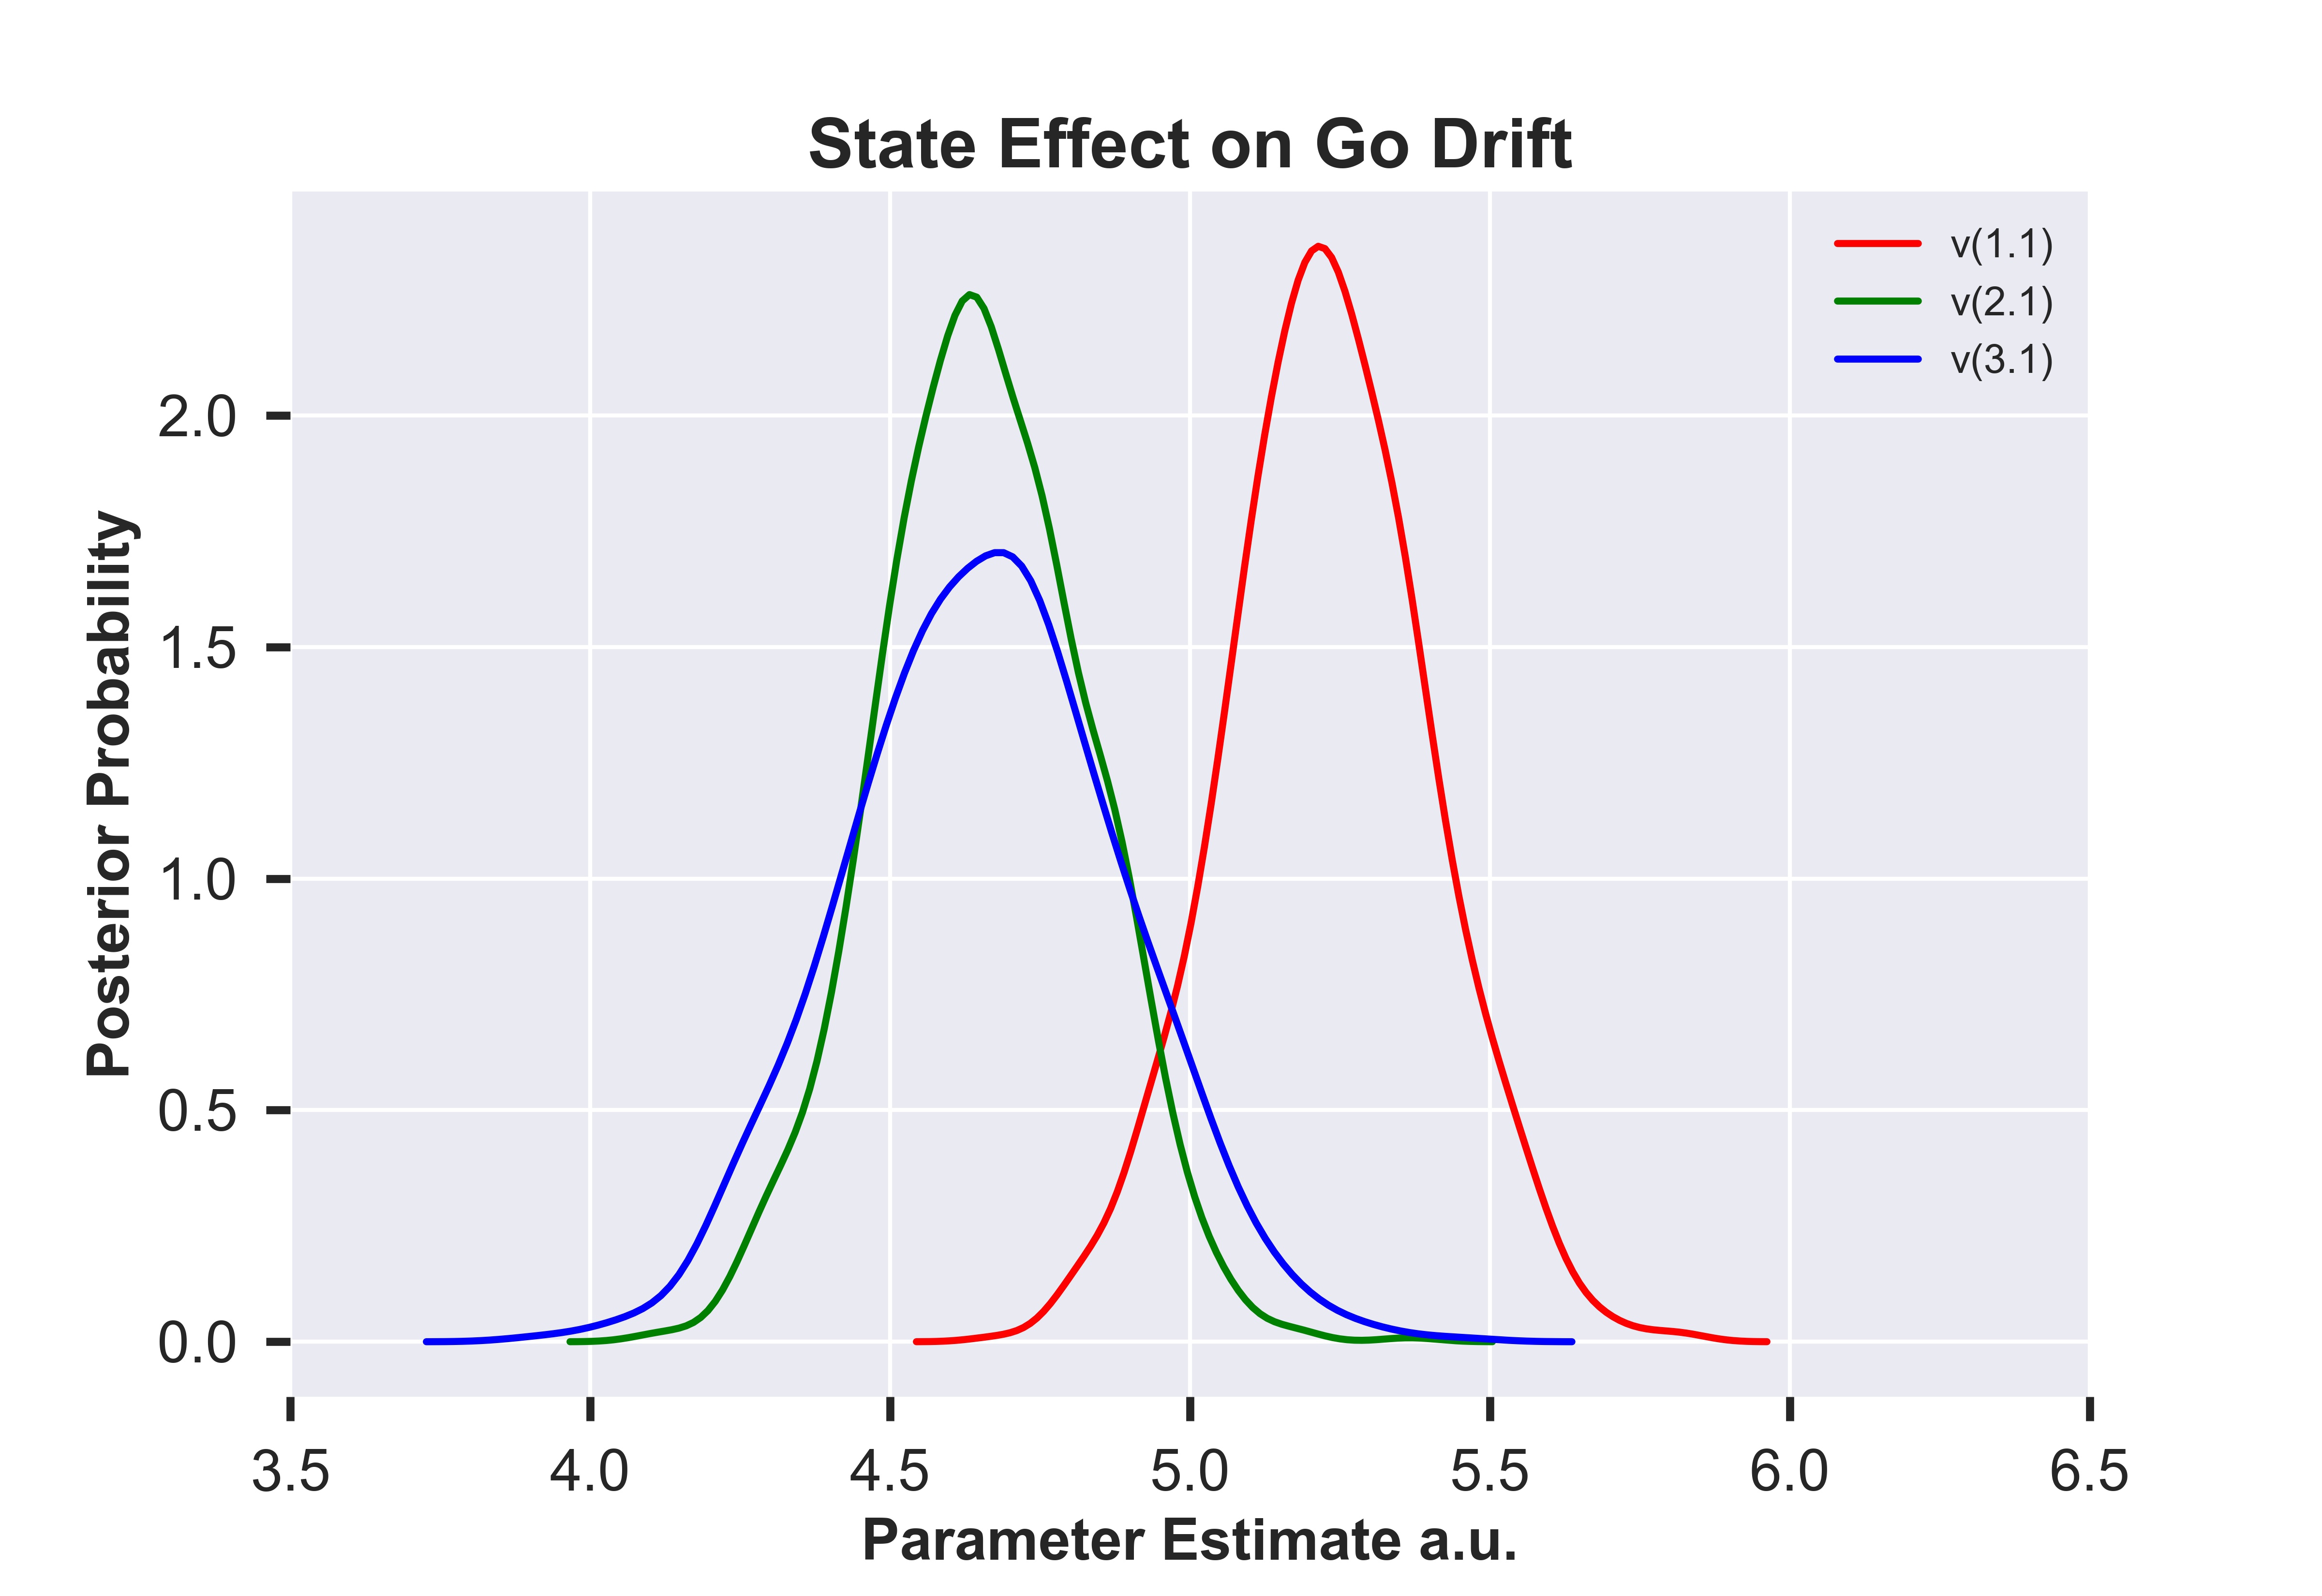 State Effect on Go Drift
v(1.1)
v(2.1)
v(3.1)
Posterior Probability
2.0
1.5
1.0
0.5
0.0
3.5 4.0 4.5 5.0 5.5 6.0 6.5
Parameter Estimate a.u.